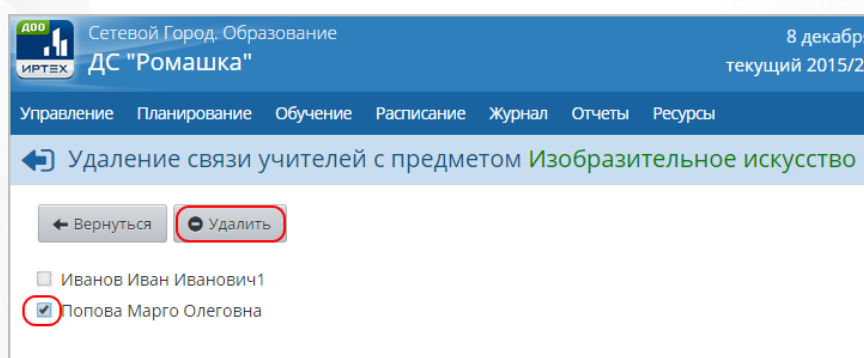 ДОО
ИРТЕХ
Сетевой Город. Образование
ДС "Ромашка"
8 декабр
текущий 2015/2
Управление Планирование Обучение Расписание Журнал Отчеты Ресурсы
Удаление связи учителей с предметом Изобразительное искусство
Вернуться Удалить
Иванов Иван Иванович1
Попова Марго Олеговна